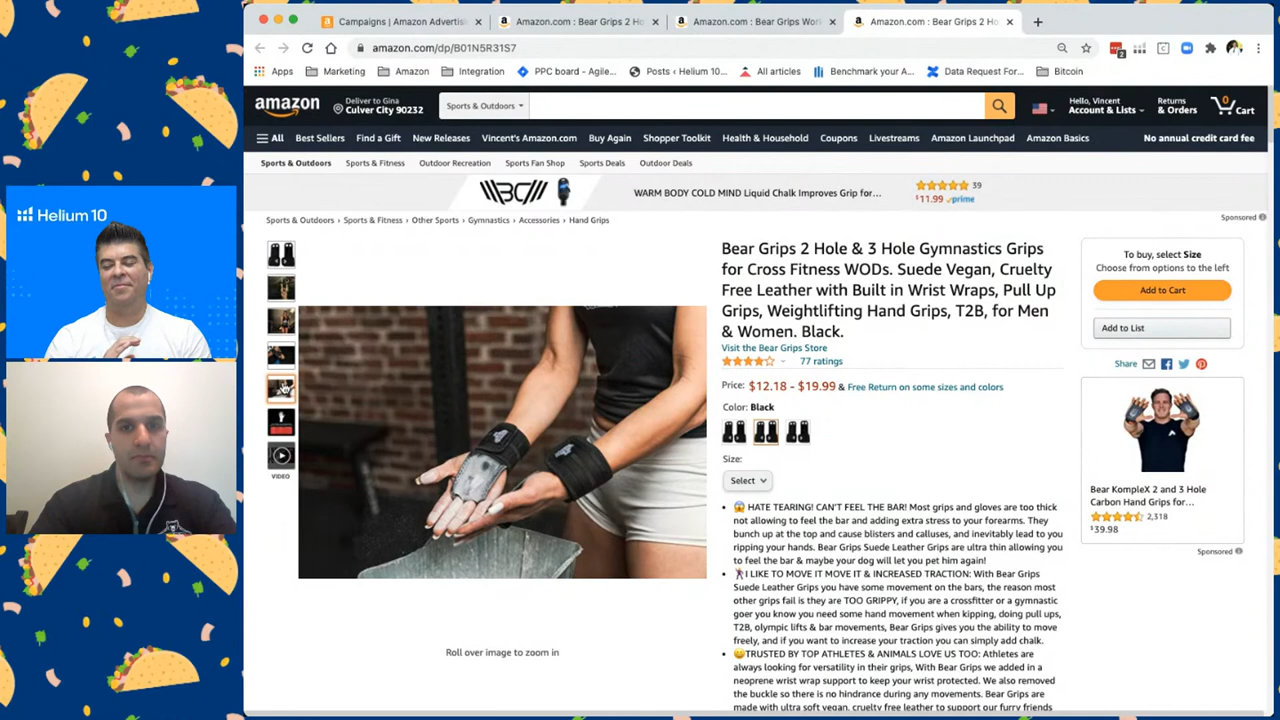 Campaigns | Amazon Advertisi
Amazon.com : Bear Grips 2 Ho
Amazon.com : Bear Grips Wor
Amazon.com : Bear Grips 2 Ho
amazon.com/dp/B01N5R31S7
2
Apps
Marketing
Amazon
Integration
PPC board - Agile...
Posts ‹ Helium 10...
All articles
Benchmark your A...
Data Request For...
Bitcoin
amazon
Deliver to Gina
Culver City 90232
Sports & Outdoors
Hello, Vincent
Account & Lists
Returns
& Orders
0
Cart
All
Best Sellers
Find a Gift
New Releases
Vincent's Amazon.com
Buy Again
Shopper Toolkit
Health & Household
Coupons
Livestreams
Amazon Launchpad
Amazon Basics
No annual credit card fee
Sports & Outdoors
Sports & Fitness
Outdoor Recreation
Sports Fan Shop
Sports Deals
Outdoor Deals
WARM BODY COLD MIND Liquid Chalk Improves Grip for...
39
$11.99 prime
Sponsored
Sports & Outdoors › Sports & Fitness › Other Sports › Gymnastics › Accessories › Hand Grips
Helium 10
VIDEO
Roll over image to zoom in
Bear Grips 2 Hole & 3 Hole Gymnastics Grips
for Cross Fitness WODs. Suede Vegan, Cruelty
Free Leather with Built in Wrist Wraps, Pull Up
Grips, Weightlifting Hand Grips, T2B, for Men
& Women. Black.
Visit the Bear Grips Store
77 ratings
Price: $12.18 - $19.99 & Free Return on some sizes and colors
Color: Black
Size:
Select
HATE TEARING! CAN'T FEEL THE BAR! Most grips and gloves are too thick
not allowing to feel the bar and adding extra stress to your forearms. They
bunch up at the top and cause blisters and calluses, and inevitably lead to you
ripping your hands. Bear Grips Suede Leather Grips are ultra thin allowing you
to feel the bar & maybe your dog will let you pet him again!
I LIKE TO MOVE IT MOVE IT & INCREASED TRACTION: With Bear Grips
Suede Leather Grips you have some movement on the bars, the reason most
other grips fail is they are TOO GRIPPY, if you are a crossfitter or a gymnastic
goer you know you need some hand movement when kipping, doing pull ups,
T2B, olympic lifts & bar movements, Bear Grips gives you the ability to move
freely, and if you want to increase your traction you can simply add chalk.
TRUSTED BY TOP ATHLETES & ANIMALS LOVE US TOO: Athletes are
always looking for versatility in their grips, With Bear Grips we added in a
neoprene wrist wrap support to keep your wrist protected. We also removed
the buckle so there is no hindrance during any movements. Bear Grips are
made with ultra soft vegan, cruelty free leather to support our furry friends
To buy, select Size
Choose from options to the left
Add to Cart
Add to List
Share
Bear KompleX 2 and 3 Hole
Carbon Hand Grips for...
2,318
$39.98
Sponsored